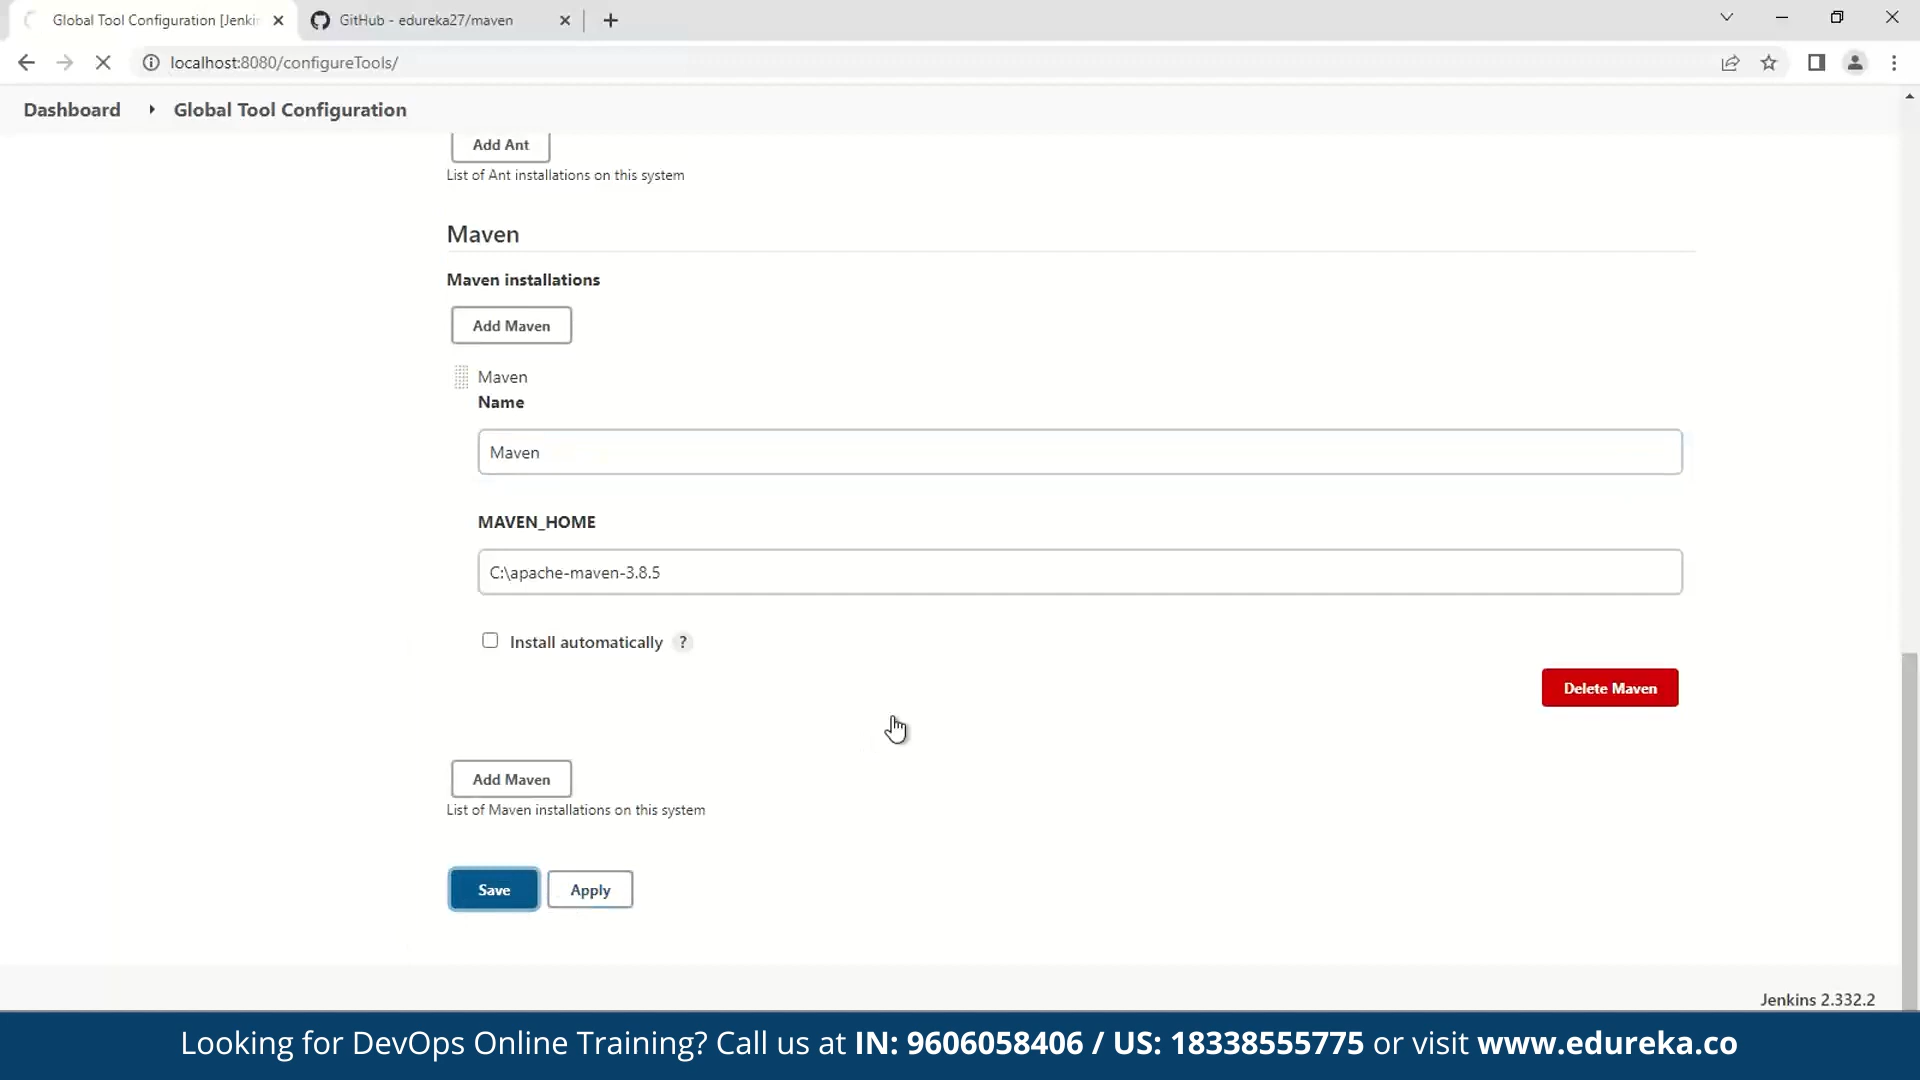 Global Tool Configuration [Jenki
GitHub - edureka27/maven
localhost:8080/configureTools/
Dashboard
Global Tool Configuration
Add Ant
List of Ant installations on this system
Maven
Maven installations
Add Maven
Maven
Name
Maven
MAVEN_HOME
C:\apache-maven-3.8.5
Install automatically ?
Delete Maven
Add Maven
List of Maven installations on this system
Save Apply
Jenkins 2.332.2
Looking for DevOps Online Training? Call us at IN: 9606058406 / US: 18338555775 or visit www.edureka.co